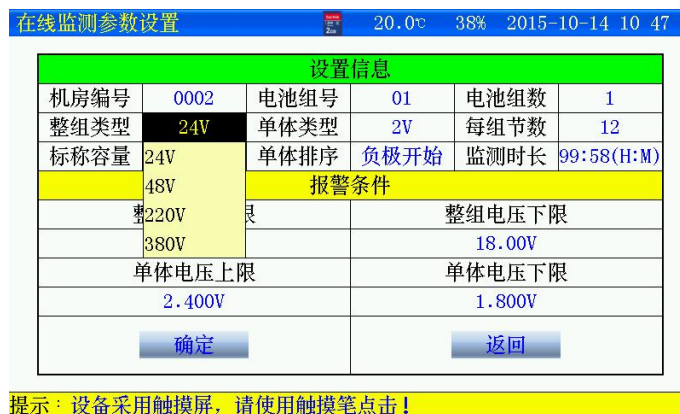 在线监测参数设置 2GB 20.0℃ 38% 2015-10-14 10 47
设置信息
机房编号 0002 电池组号 01 电池组数 1
整组类型 24V 单体类型 2V 每组节数 12
标称容量 24V 单体排序 负极开始 监测时长 99:58(H:M)
48V 报警条件
220V 限 整组电压下限
380V 18.00V
单体电压上限 单体电压下限
2.400V 1.800V
确定 返回
提示:设备采用触摸屏,请使用触摸笔点击!